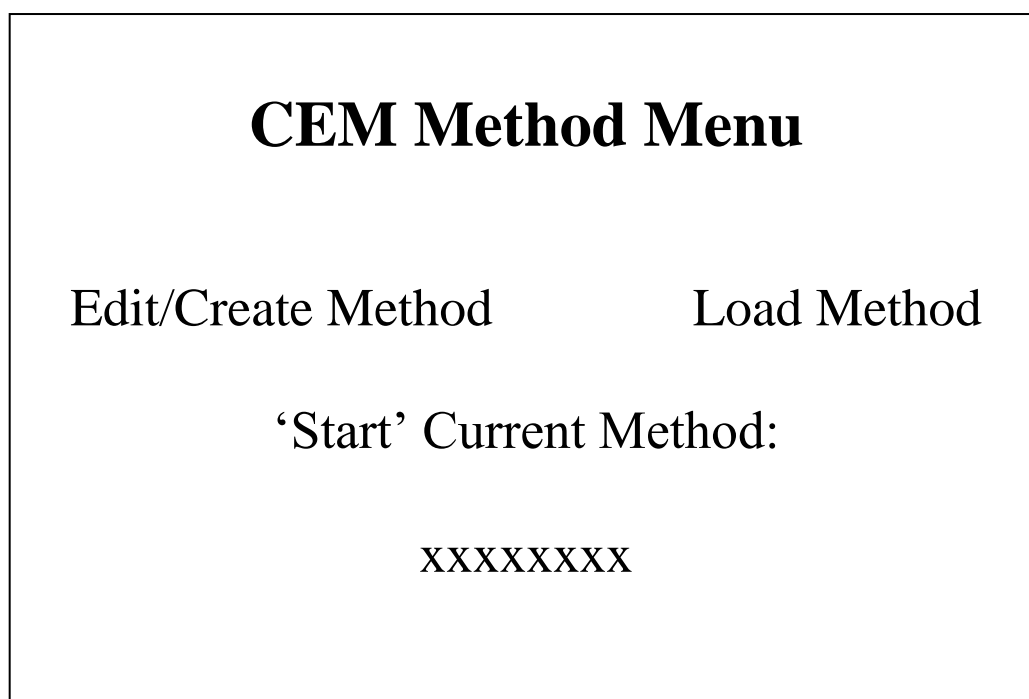 CEM Method Menu
Edit/Create Method Load Method
‘Start’ Current Method:
xxxxxxxx